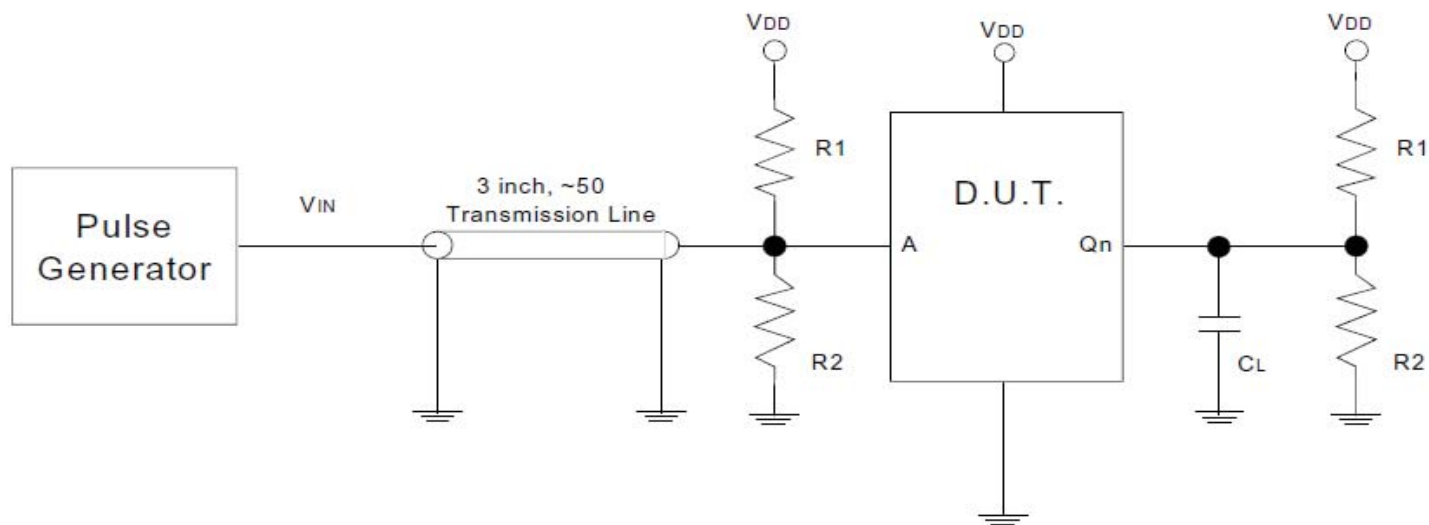 VDD
VDD
VDD
R1
R1
D.U.T.
3 inch, ~50
Transmission Line
VIN
Pulse
Generator
A
Qn
R2
CL
R2